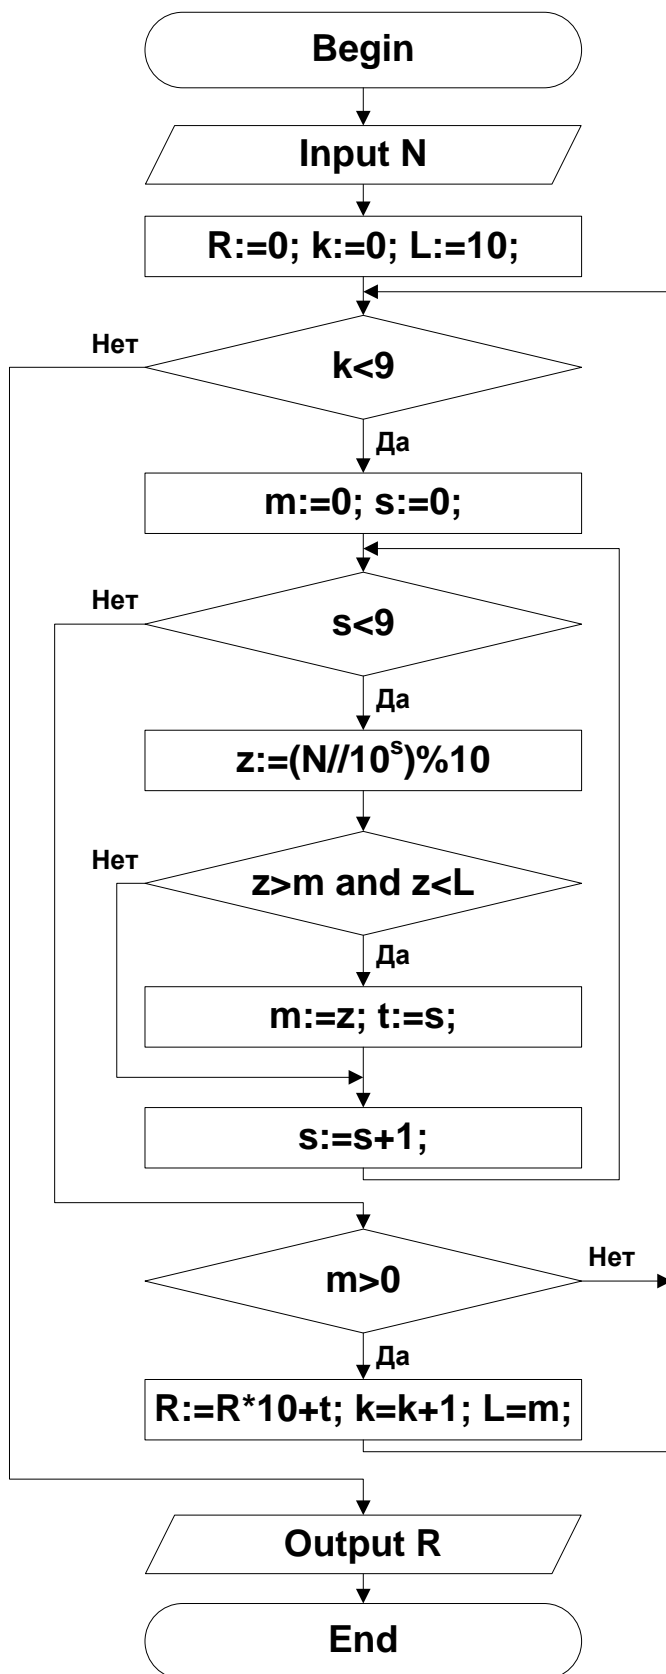 Begin
Input N
R:=0; k:=0; L:=10;
Нет
k<9
Да
m:=0; s:=0;
Нет
s<9
Да
z:=(N//10ˢ)%10
Нет
z>m and z<L
Да
m:=z; t:=s;
s:=s+1;
Нет
m>0
Да
R:=R*10+t; k=k+1; L=m;
Output R
End